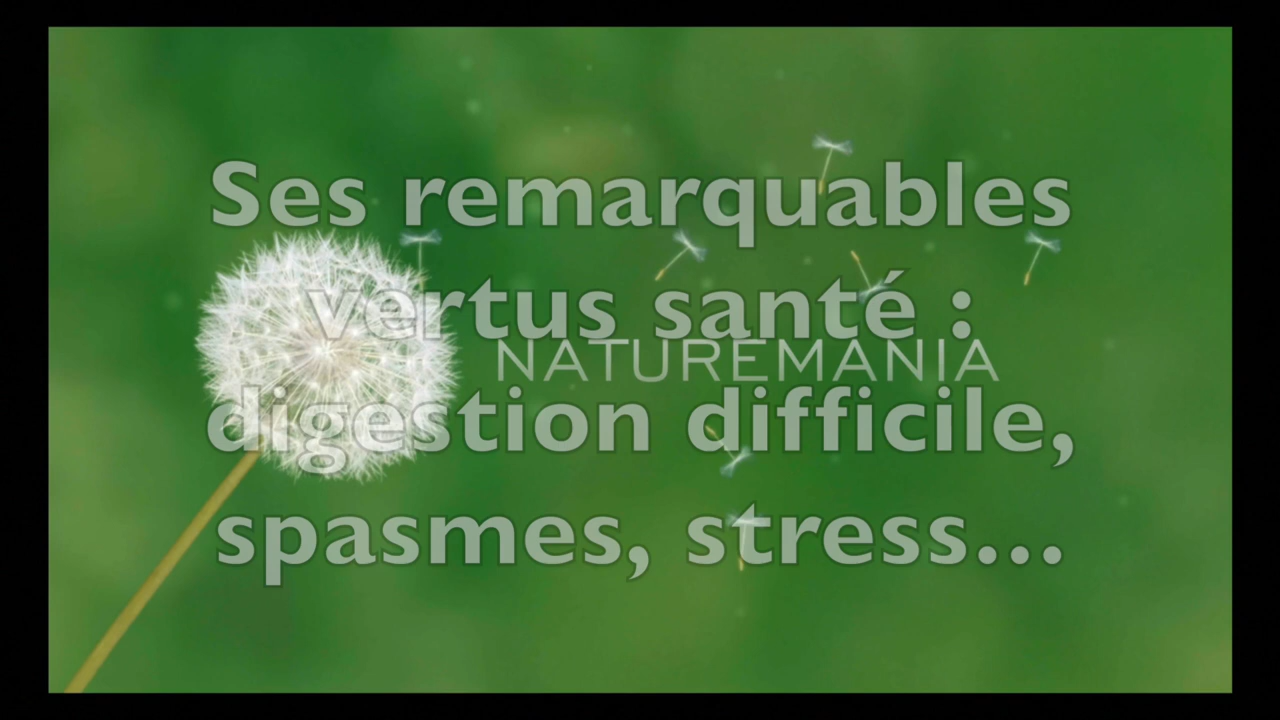 Ses remarquables
vertus santé :
NATUREMANIA
digestion difficile,
spasmes, stress...